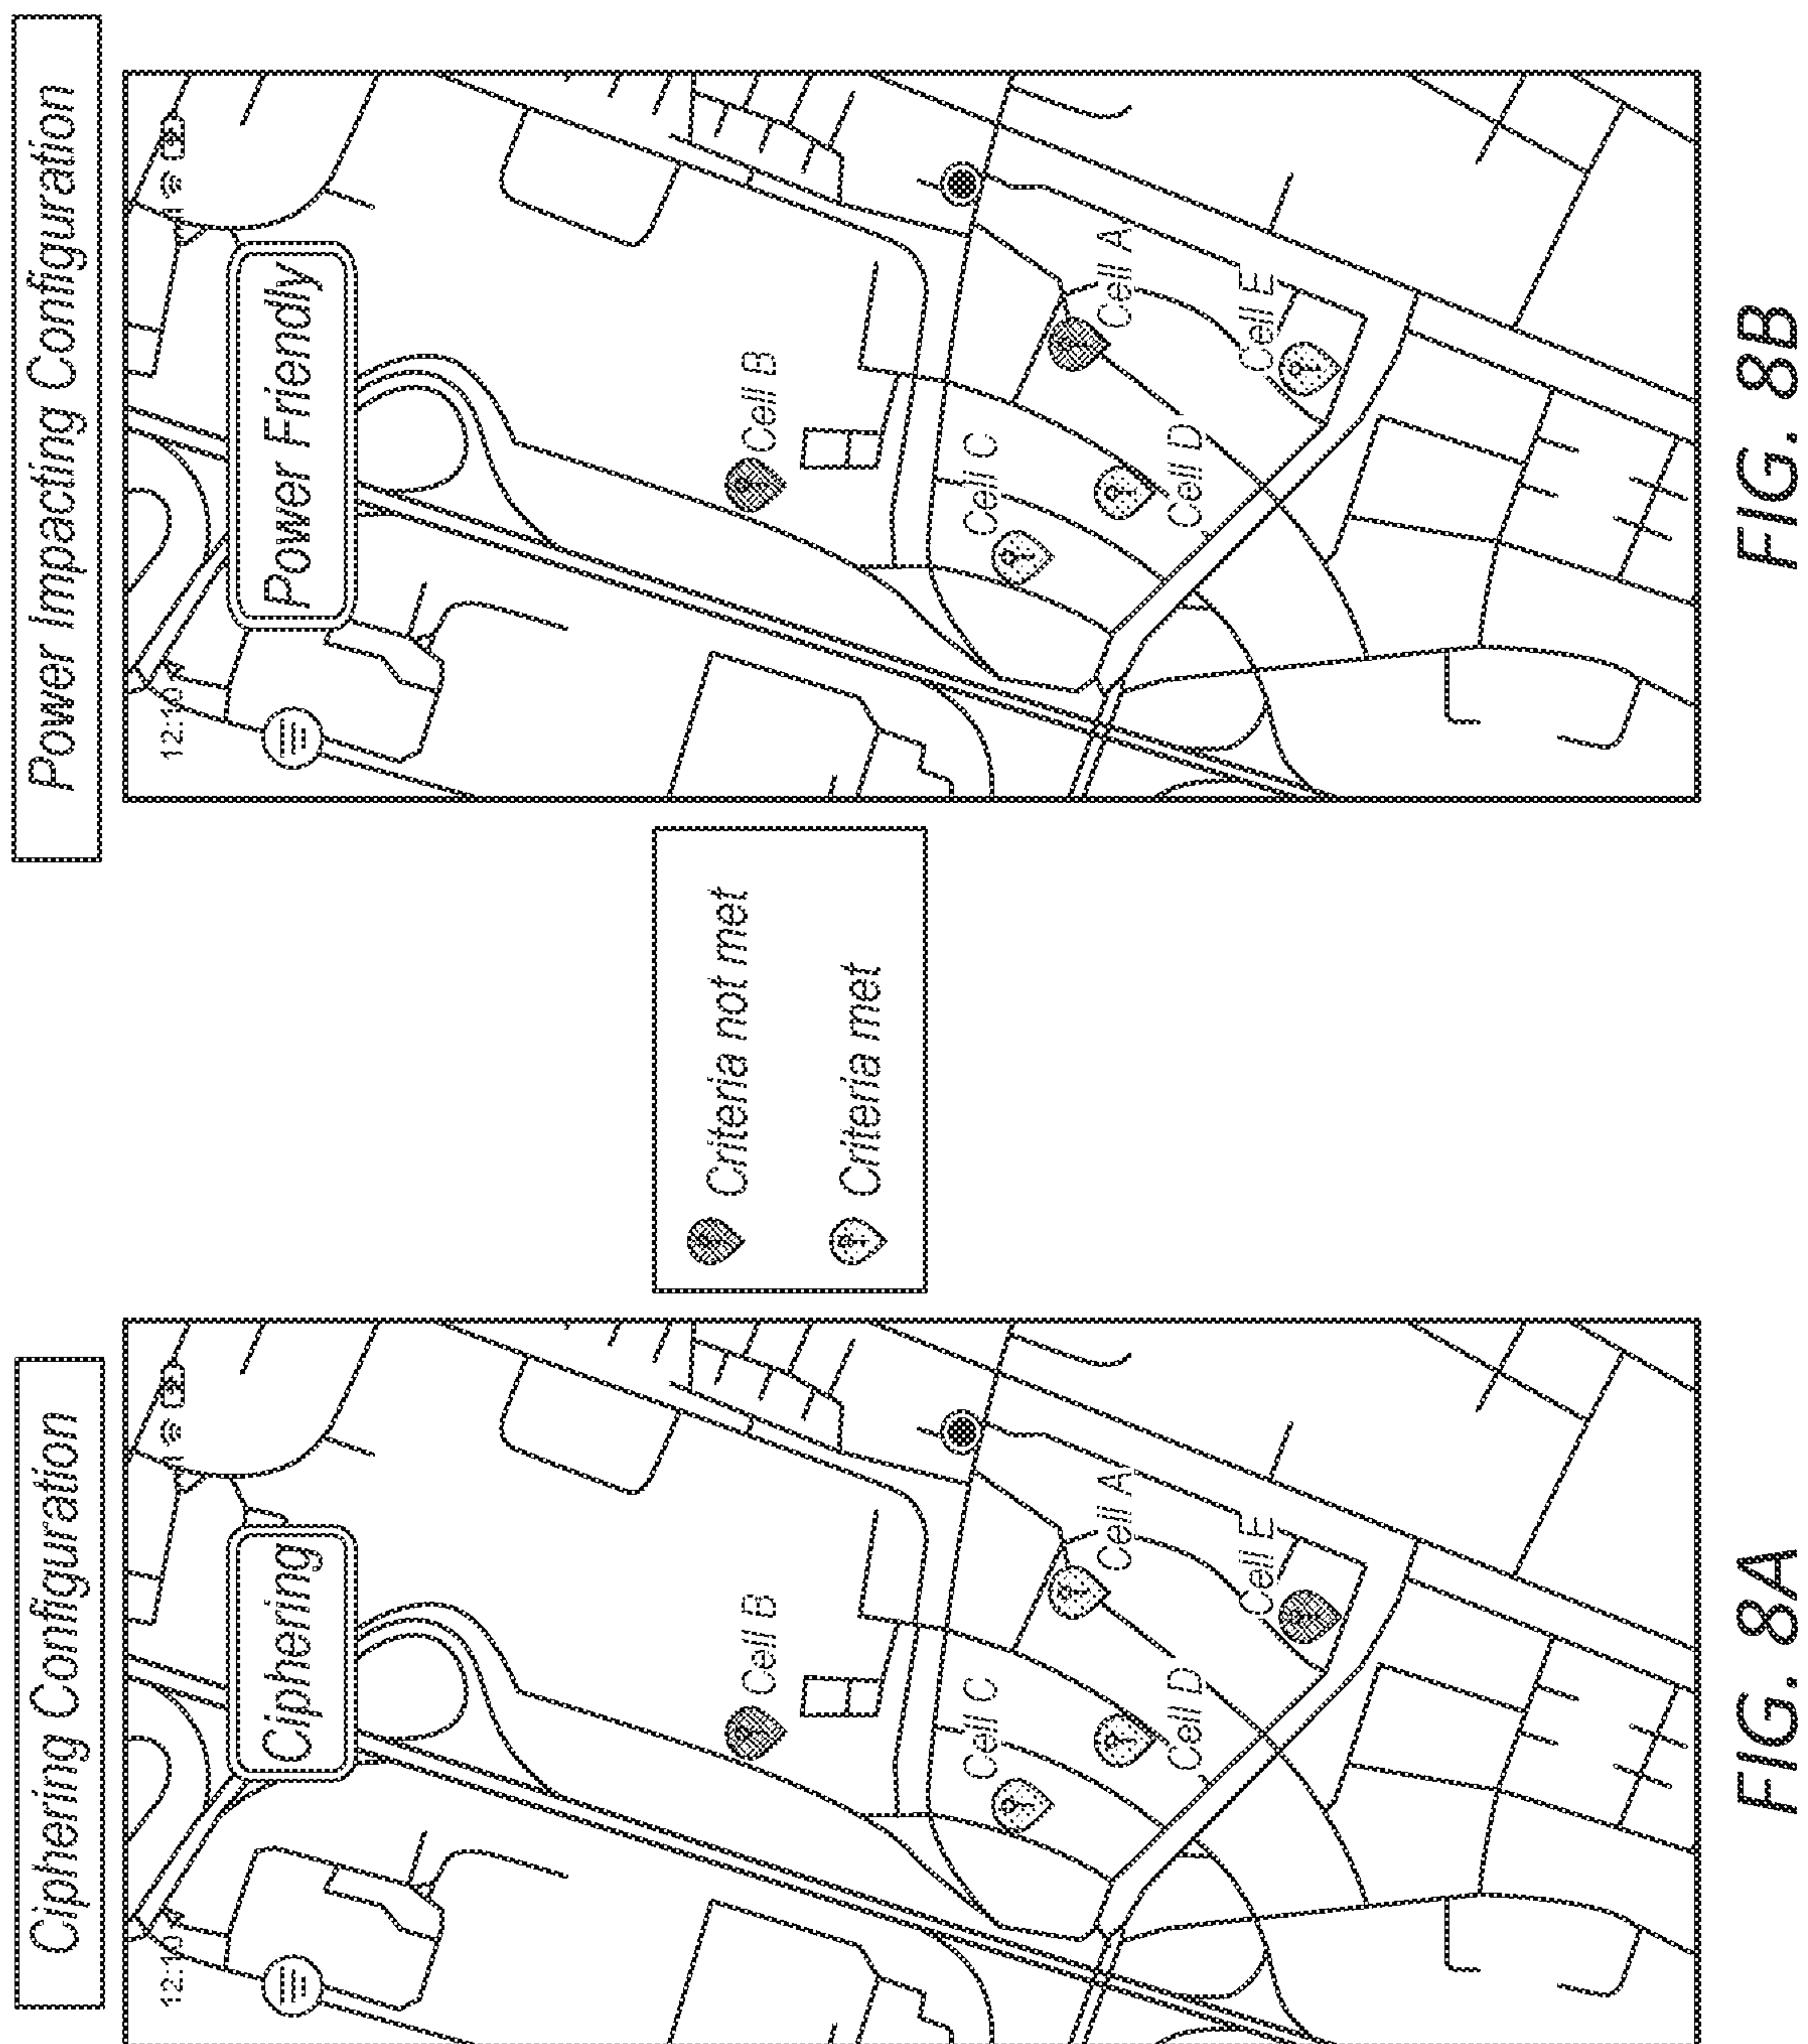 Ciphering Configuration
12:10
Ciphering
Cell B
Cell C
Cell A
Cell D
Cell E
FIG. 8A
Criteria not met
Criteria met
Power Impacting Configuration
12:10
Power Friendly
Cell B
Cell C
Cell A
Cell D
Cell E
FIG. 8B